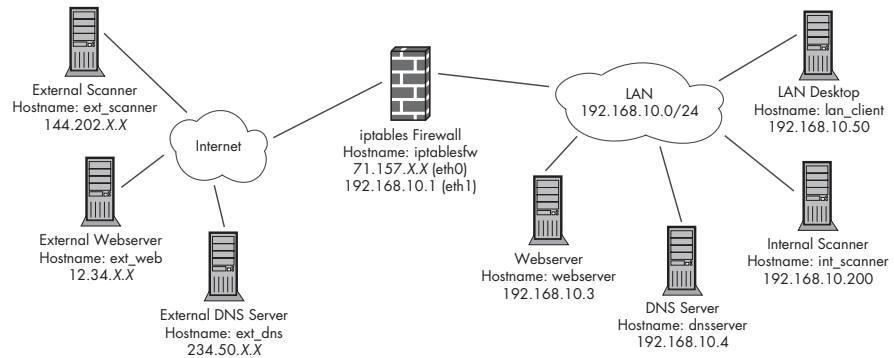 External Scanner
Hostname: ext_scanner
144.202.X.X
Internet
External Webserver
Hostname: ext_web
12.34.X.X
External DNS Server
Hostname: ext_dns
234.50.X.X
iptables Firewall
Hostname: iptablesfw
71.157.X.X (eth0)
192.168.10.1 (eth1)
LAN
192.168.10.0/24
LAN Desktop
Hostname: lan_client
192.168.10.50
Webserver
Hostname: webserver
192.168.10.3
DNS Server
Hostname: dnsserver
192.168.10.4
Internal Scanner
Hostname: int_scanner
192.168.10.200